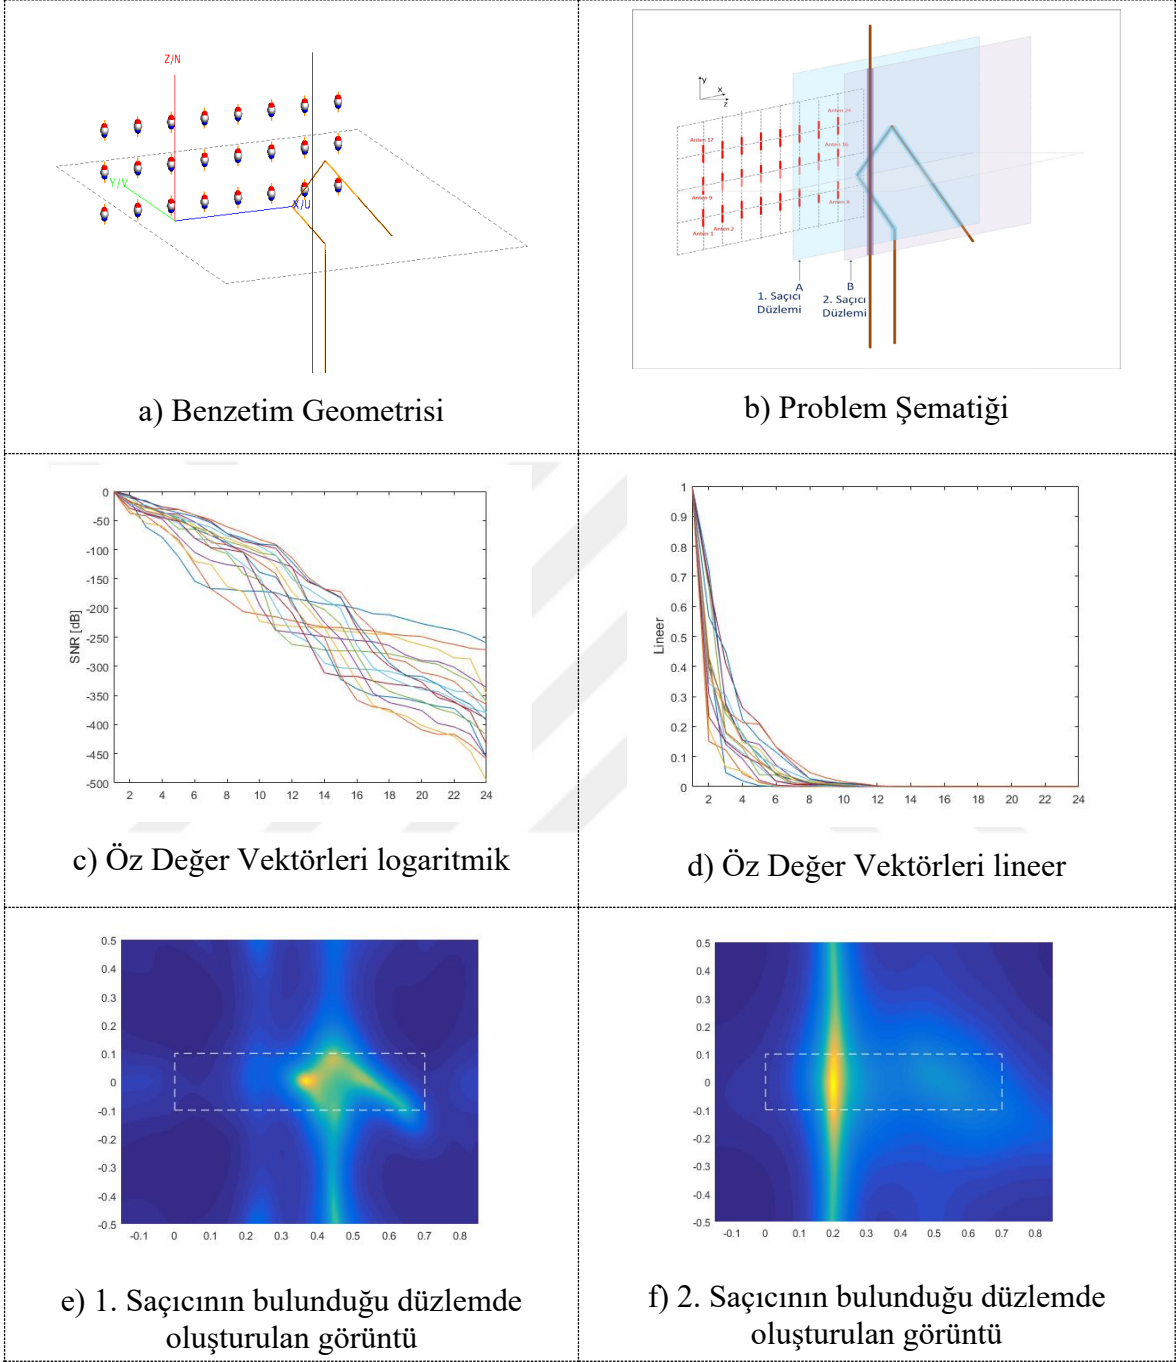 Z/N
Y/V
X/U
a) Benzetim Geometrisi
y
x
z
Anten 17
Anten 24
Anten 16
Anten 9
Anten 8
Anten 1
Anten 2
A
1. Saçıcı
Düzlemi
B
2. Saçıcı
Düzlemi
b) Problem Şematiği
0
-50
-100
-150
-200
-250
-300
-350
-400
-450
-500
SNR [dB]
2 4 6 8 10 12 14 16 18 20 22 24
c) Öz Değer Vektörleri logaritmik
1
0.9
0.8
0.7
0.6
0.5
0.4
0.3
0.2
0.1
0
Lineer
2 4 6 8 10 12 14 16 18 20 22 24
d) Öz Değer Vektörleri lineer
0.5
0.4
0.3
0.2
0.1
0
-0.1
-0.2
-0.3
-0.4
-0.5
-0.1 0 0.1 0.2 0.3 0.4 0.5 0.6 0.7 0.8
e) 1. Saçıcının bulunduğu düzlemde
oluşturulan görüntü
0.5
0.4
0.3
0.2
0.1
0
-0.1
-0.2
-0.3
-0.4
-0.5
-0.1 0 0.1 0.2 0.3 0.4 0.5 0.6 0.7 0.8
f) 2. Saçıcının bulunduğu düzlemde
oluşturulan görüntü